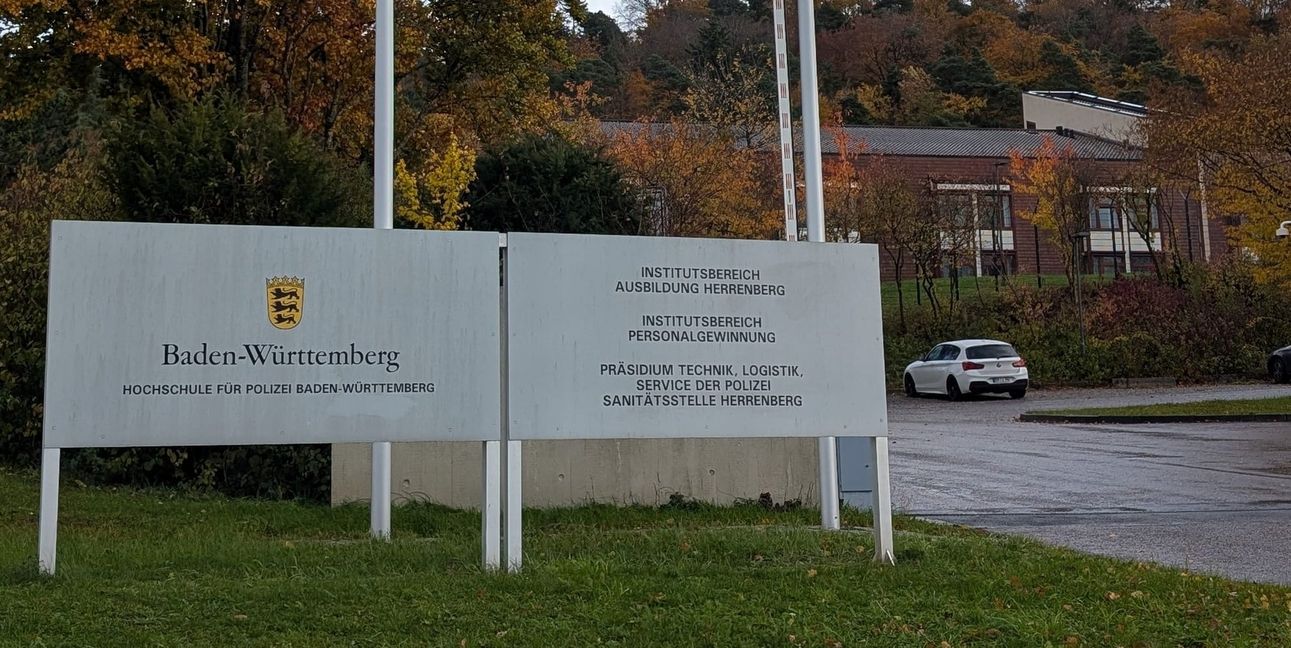 Baden-Württemberg
HOCHSCHULE FÜR POLIZEI BADEN-WÜRTTEMBERG
INSTITUTSBEREICH
AUSBILDUNG HERRENBERG
INSTITUTSBEREICH
PERSONALGEWINNUNG
PRÄSIDIUM TECHNIK, LOGISTIK,
SERVICE DER POLIZEI
SANITÄTSSTELLE HERRENBERG